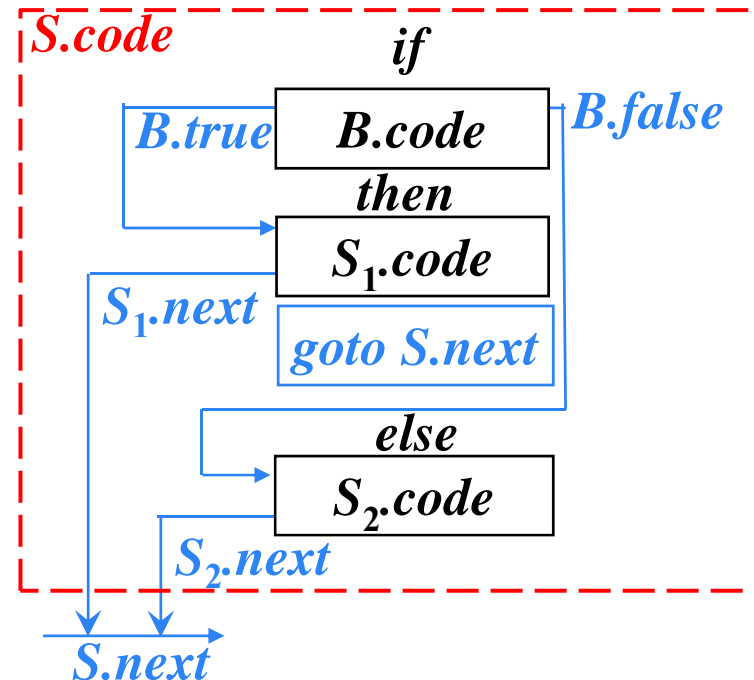 S.code
if
B.true
B.code
B.false
then
S₁.code
S₁.next
goto S.next
else
S₂.code
S₂.next
S.next